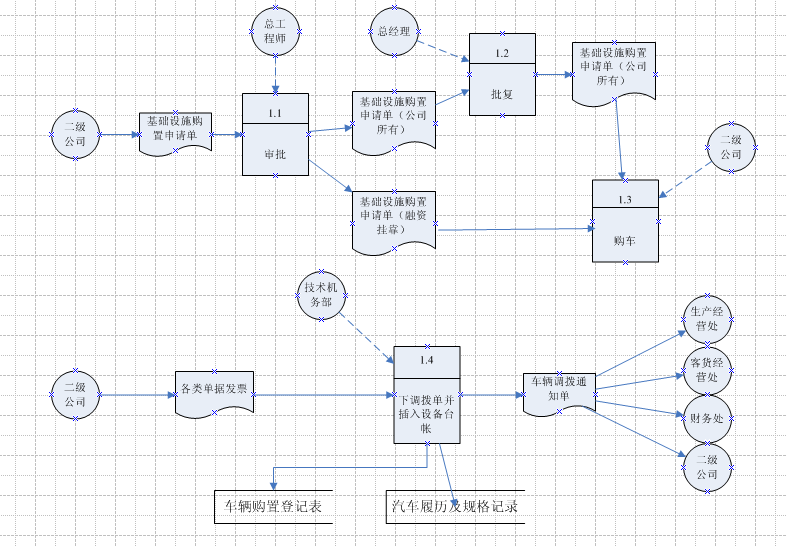 总工
程师
总经理
1.2
批复
基础设施购置
申请单（公司
所有）
二级
公司
基础设施购
置申请单
1.1
审批
基础设施购置
申请单（公司
所有）
二级
公司
基础设施购置
申请单（融资
挂靠）
1.3
购车
技术机
务部
生产经
营处
二级
公司
各类单据发票
1.4
下调拨单并
插入设备台
帐
车辆调拨通
知单
客货经
营处
财务处
二级
公司
车辆购置登记表
汽车履历及规格记录